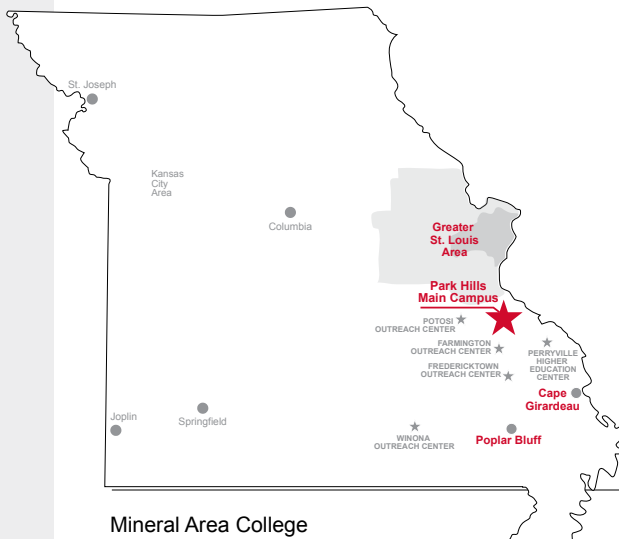 St. Joseph
Kansas
City
Area
Columbia
Greater
St. Louis
Area
Park Hills
Main Campus
POTOSI
OUTREACH CENTER
FARMINGTON
OUTREACH CENTER
PERRYVILLE
HIGHER
EDUCATION
CENTER
FREDERICKTOWN
OUTREACH CENTER
Cape
Girardeau
Joplin
Springfield
WINONA
OUTREACH CENTER
Poplar Bluff
Mineral Area College